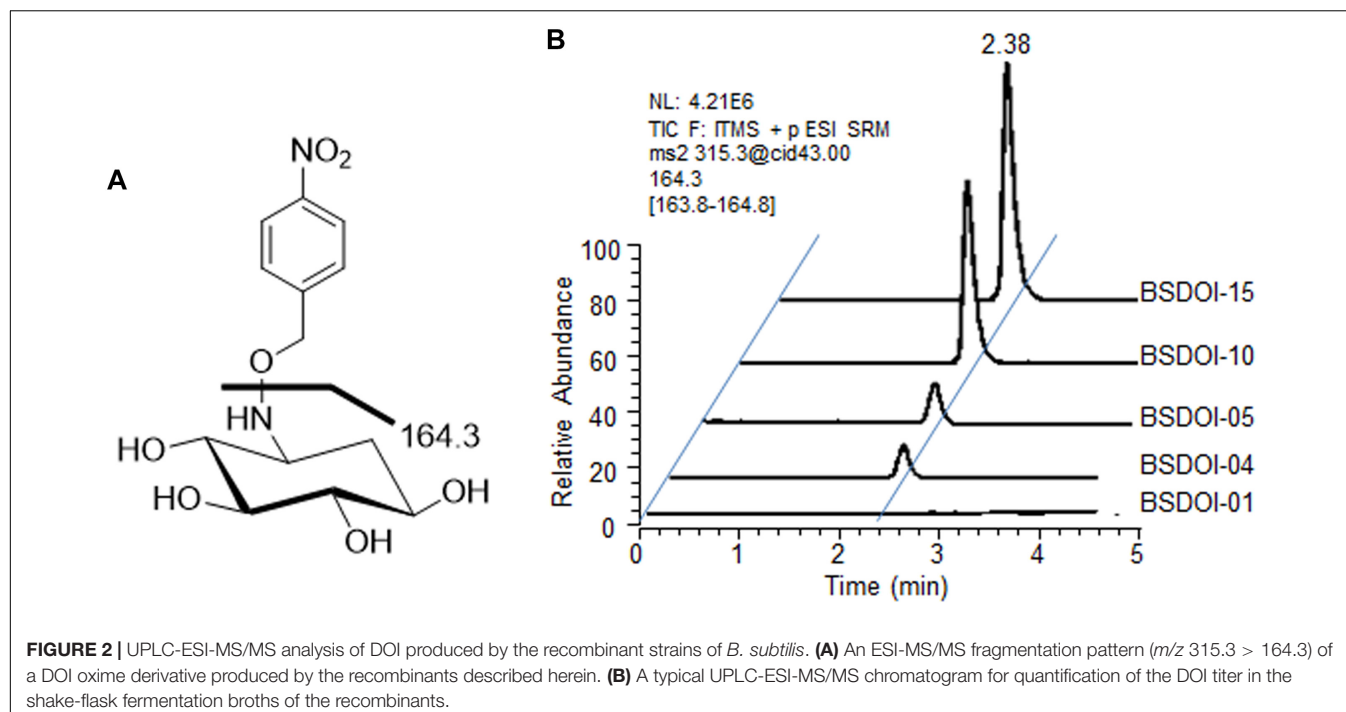 A
NO2
O
HN
164.3
HO
HO
OH
OH
B
2.38
NL: 4.21E6
TIC F: ITMS + p ESI SRM
ms2 315.3@cid43.00
164.3
[163.8-164.8]
Relative Abundance
100
80
60
40
20
0
BSDOI-15
BSDOI-10
BSDOI-05
BSDOI-04
BSDOI-01
0 1 2 3 4 5
Time (min)
FIGURE 2 | UPLC-ESI-MS/MS analysis of DOI produced by the recombinant strains of B. subtilis. (A) An ESI-MS/MS fragmentation pattern (m/z 315.3 > 164.3) of
a DOI oxime derivative produced by the recombinants described herein. (B) A typical UPLC-ESI-MS/MS chromatogram for quantification of the DOI titer in the
shake-flask fermentation broths of the recombinants.